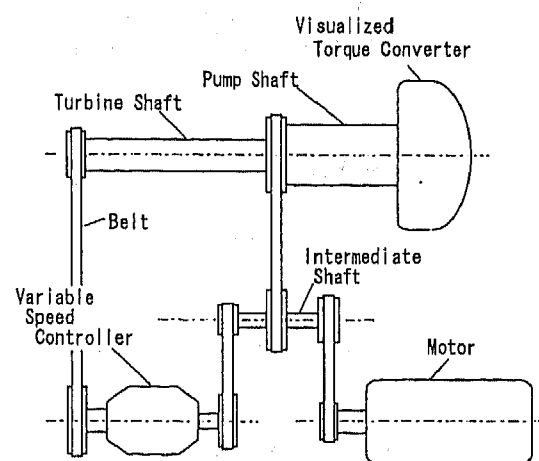 Visualized
Torque Converter
Pump Shaft
Turbine Shaft
Belt
Intermediate
Shaft
Variable
Speed
Controller
Motor